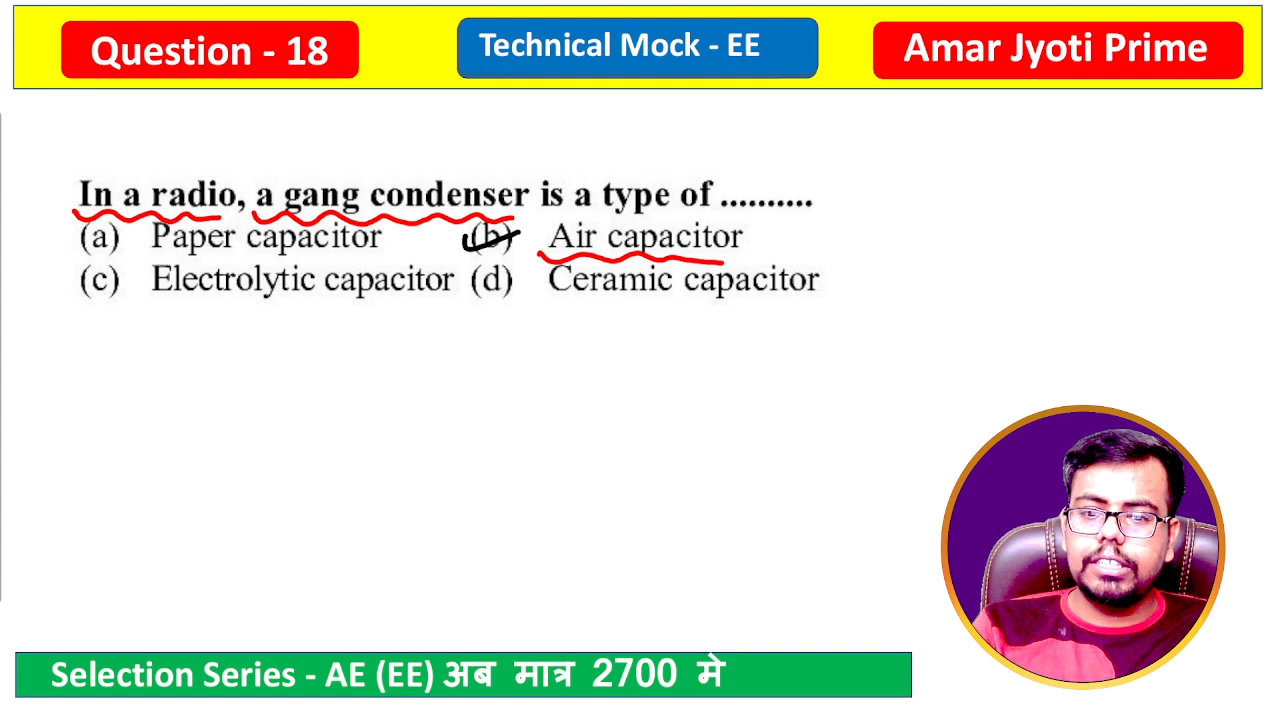 Question - 18
Technical Mock - EE
Amar Jyoti Prime
In a radio, a gang condenser is a type of ..........
(a) Paper capacitor (b) Air capacitor
(c) Electrolytic capacitor (d) Ceramic capacitor
Selection Series - AE (EE) अब मात्र 2700 मे